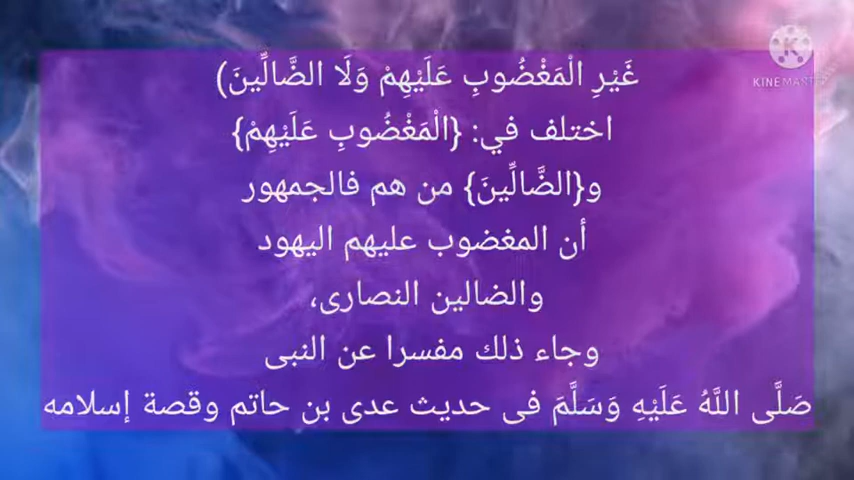 غَيْرِ الْمَغْضُوبِ عَلَيْهِمْ وَلَا الضَّالِّينَ)
اختلف في: {الْمَغْضُوبِ عَلَيْهِمْ}
و{الضَّالِّينَ} من هم فالجمهور
أن المغضوب عليهم اليهود
والضالين النصارى،
وجاء ذلك مفسرا عن النبى
صَلَّى اللَّهُ عَلَيْهِ وَسَلَّمَ فى حديث عدى بن حاتم وقصة إسلامه
KINEMASTER